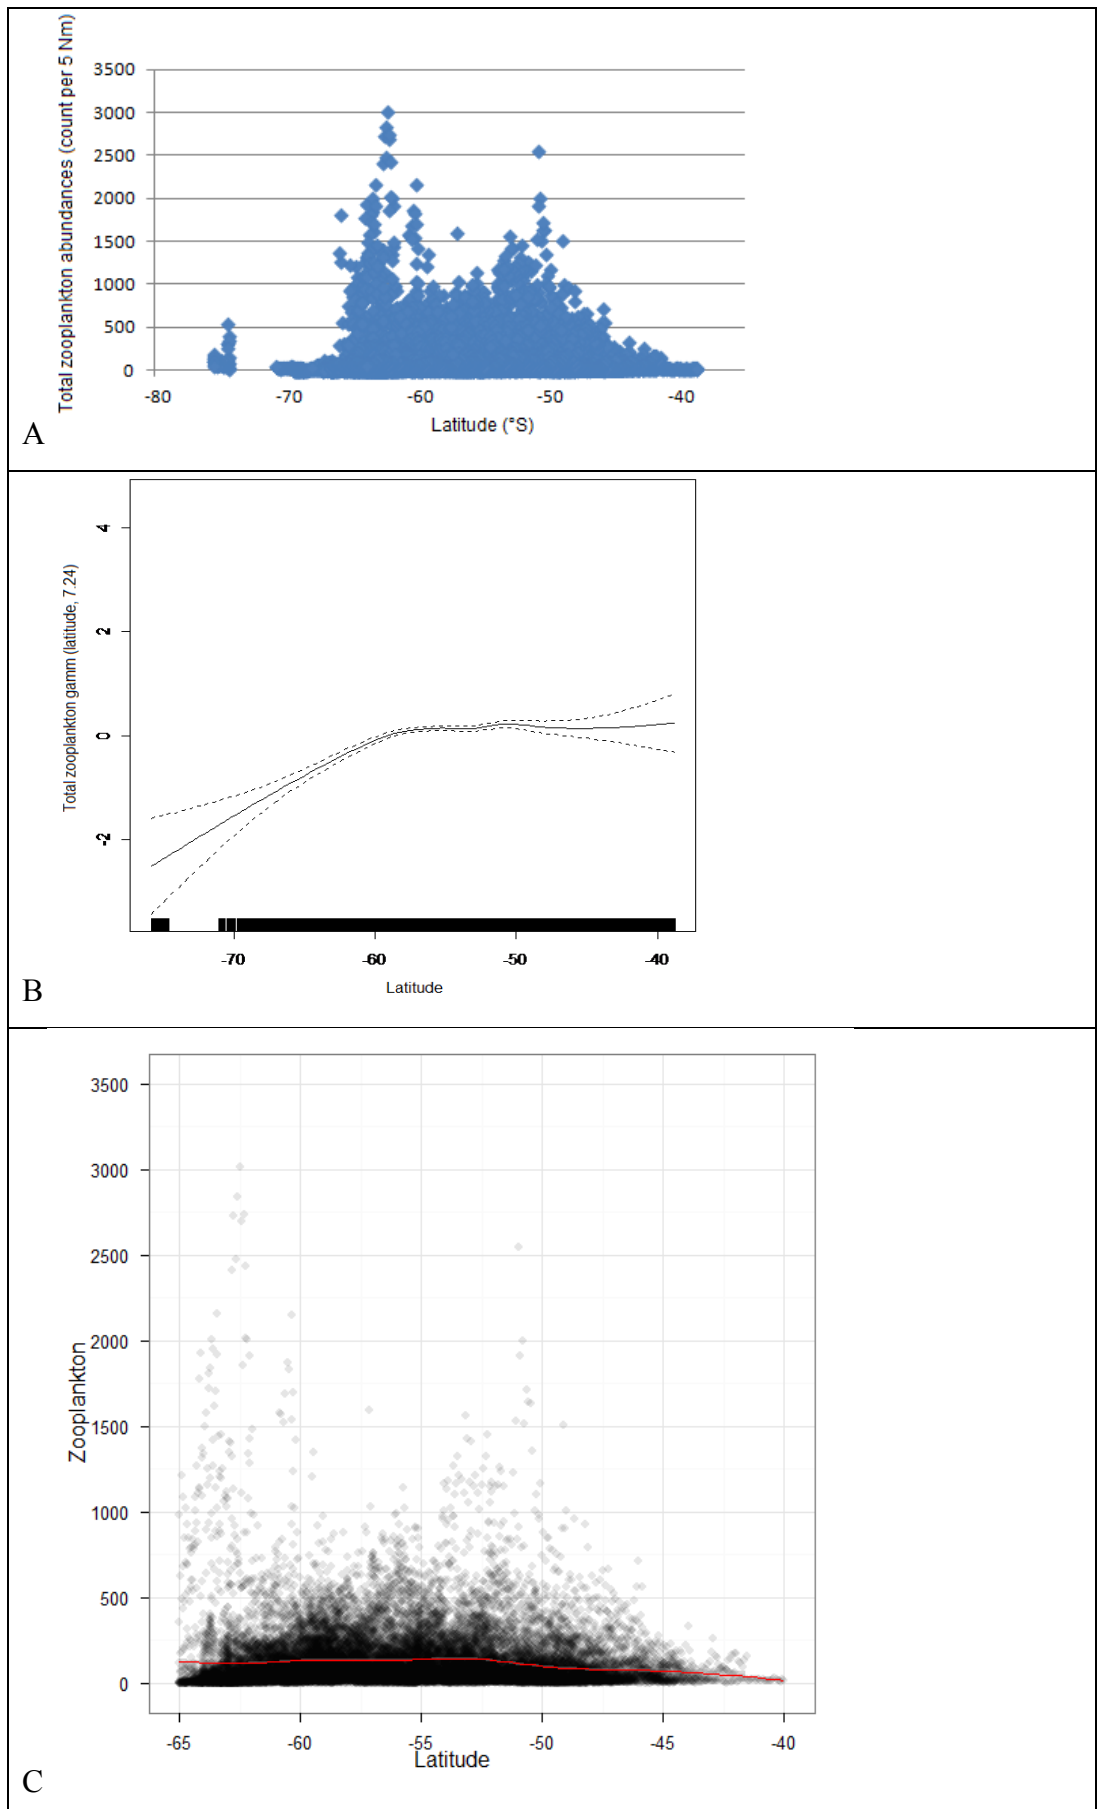 Total zooplankton abundances (count per 5 Nm)
3500
3000
2500
2000
1500
1000
500
0
-80 -70 -60 -50 -40
Latitude (°S)
A
Total zooplankton gamm (latitude, 7.24)
4
2
0
-2
-70 -60 -50 -40
Latitude
B
Zooplankton
3500
3000
2500
2000
1500
1000
500
0
-65 -60 -55 -50 -45 -40
Latitude
C